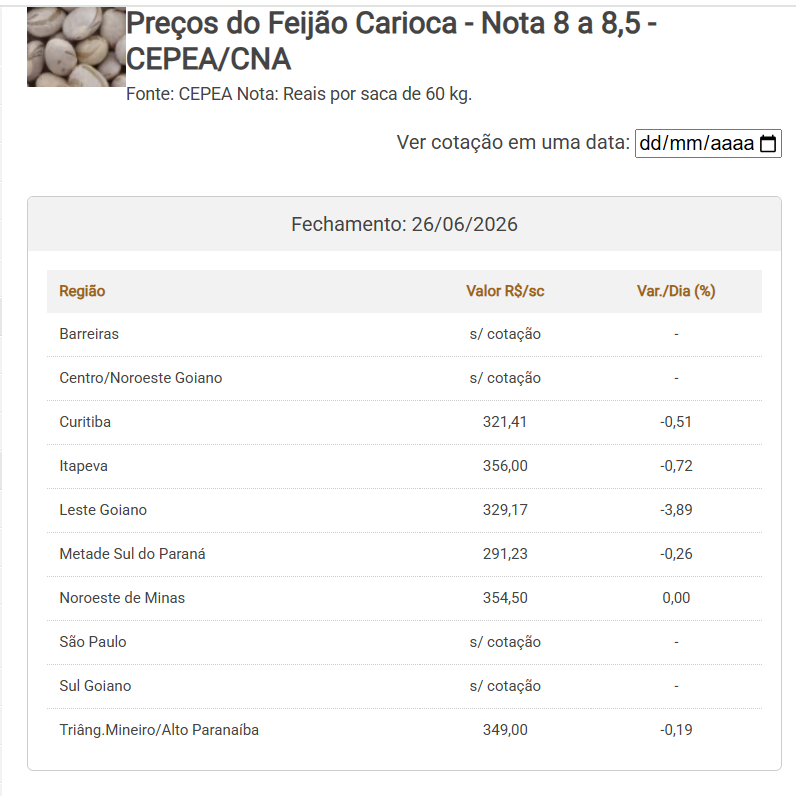 Preços do Feijão Carioca - Nota 8 a 8,5 -
CEPEA/CNA
Fonte: CEPEA Nota: Reais por saca de 60 kg.
Ver cotação em uma data: dd/mm/aaaa
Fechamento: 26/06/2026
Região Valor R$/sc Var./Dia (%)
Barreiras s/ cotação -
Centro/Noroeste Goiano s/ cotação -
Curitiba 321,41 -0,51
Itapeva 356,00 -0,72
Leste Goiano 329,17 -3,89
Metade Sul do Paraná 291,23 -0,26
Noroeste de Minas 354,50 0,00
São Paulo s/ cotação -
Sul Goiano s/ cotação -
Triâng.Mineiro/Alto Paranaíba 349,00 -0,19